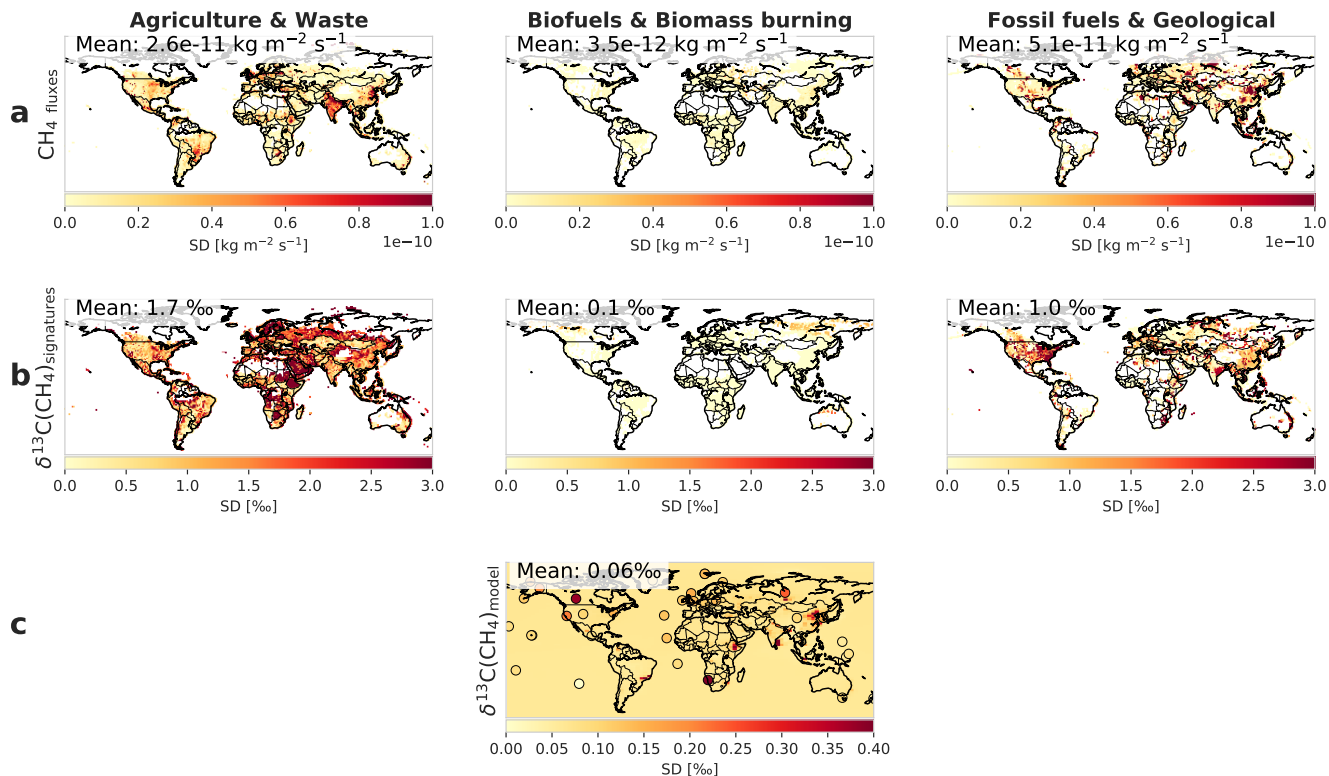 Agriculture & Waste Biofuels & Biomass burning Fossil fuels & Geological
Mean: 2.6e-11 kg m⁻² s⁻¹ Mean: 3.5e-12 kg m⁻² s⁻¹ Mean: 5.1e-11 kg m⁻² s⁻¹
a
CH₄ fluxes
0.0 0.2 0.4 0.6 0.8 1.0 0.0 0.2 0.4 0.6 0.8 1.0 0.0 0.2 0.4 0.6 0.8 1.0
SD [kg m⁻² s⁻¹] 1e−10 SD [kg m⁻² s⁻¹] 1e−10 SD [kg m⁻² s⁻¹] 1e−10
Mean: 1.7 ‰ Mean: 0.1 ‰ Mean: 1.0 ‰
b
δ¹³C(CH₄)signatures
0.0 0.5 1.0 1.5 2.0 2.5 3.0 0.0 0.5 1.0 1.5 2.0 2.5 3.0 0.0 0.5 1.0 1.5 2.0 2.5 3.0
SD [‰] SD [‰] SD [‰]
Mean: 0.06‰
c
δ¹³C(CH₄)model
0.00 0.05 0.10 0.15 0.20 0.25 0.30 0.35 0.40
SD [‰]